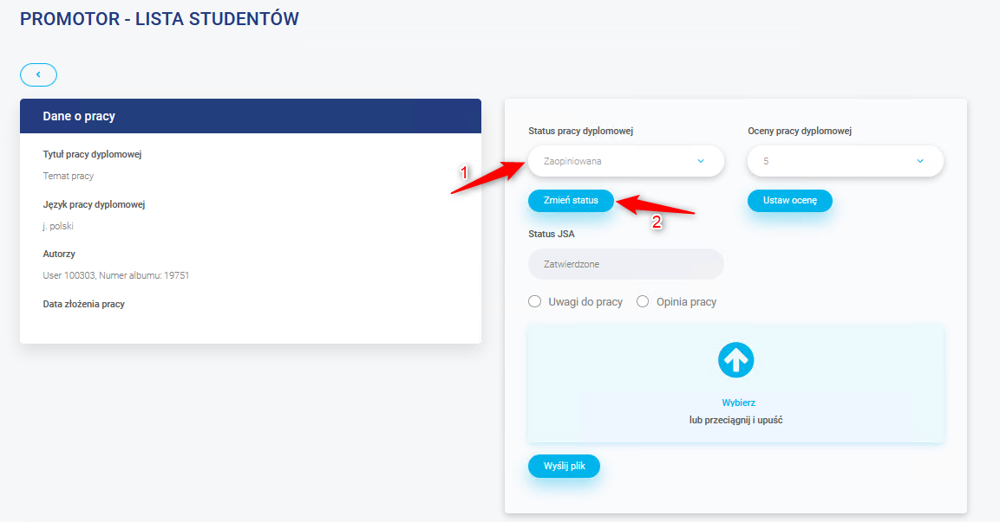 PROMOTOR - LISTA STUDENTÓW
Dane o pracy
Tytuł pracy dyplomowej
Temat pracy
Język pracy dyplomowej
j. polski
Autorzy
User 100303, Numer albumu: 19751
Data złożenia pracy
Status pracy dyplomowej
Oceny pracy dyplomowej
Zaopiniowana
5
1
Zmień status
Ustaw ocenę
2
Status JSA
Zatwierdzone
Uwagi do pracy
Opinia pracy
Wybierz
lub przeciągnij i upuść
Wyślij plik